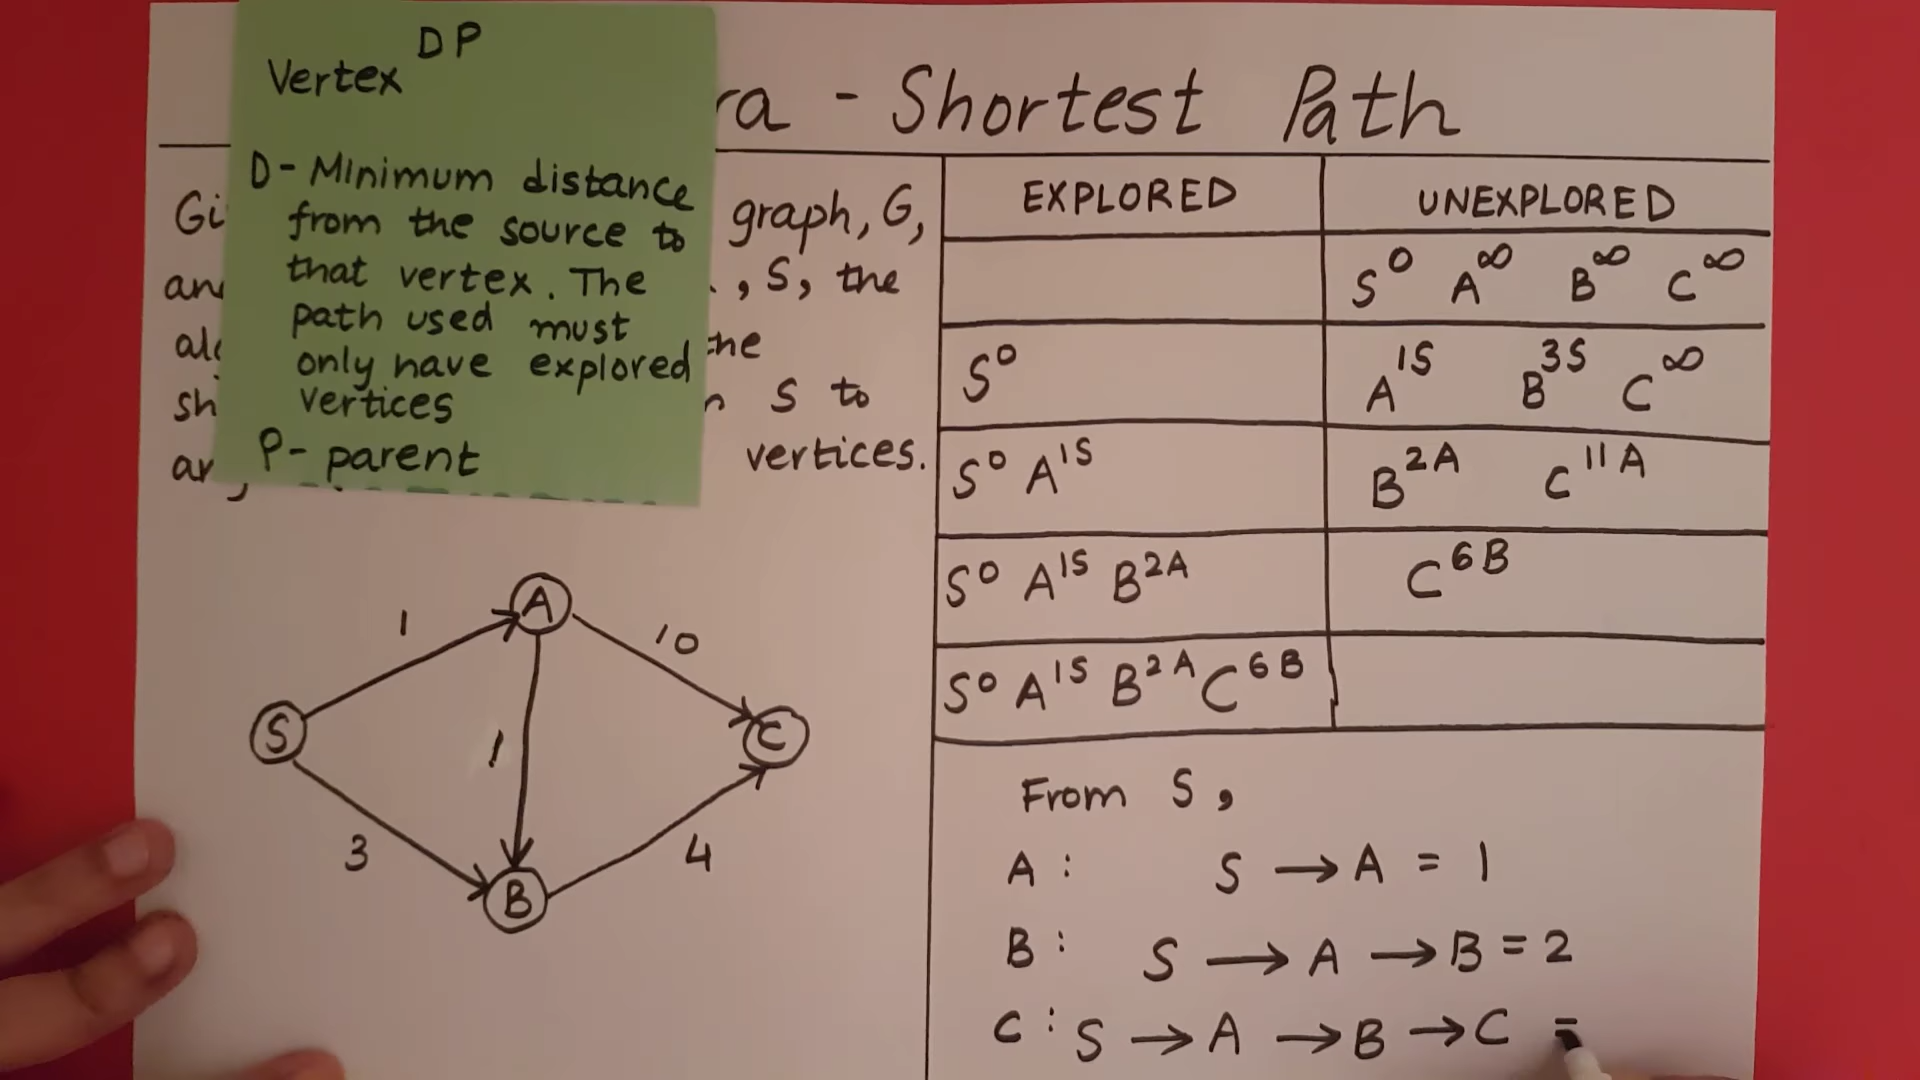 D P
Vertex
D - Minimum distance
from the source to
that vertex. The
path used must
only have explored
vertices
P - parent
ra - Shortest Path
Gi graph, G,
, S, the
S to
vertices.
EXPLORED UNEXPLORED
S 0 A ∞ B ∞ C ∞
S 0 A 1S B 3S C ∞
S 0 A 1S B 2A C 11A
S 0 A 1S B 2A C 6B
S 0 A 1S B 2A C 6B
1
A
10
S
1
C
3
4
B
From S,
A : S → A = 1
B : S → A → B = 2
C : S → A → B → C =